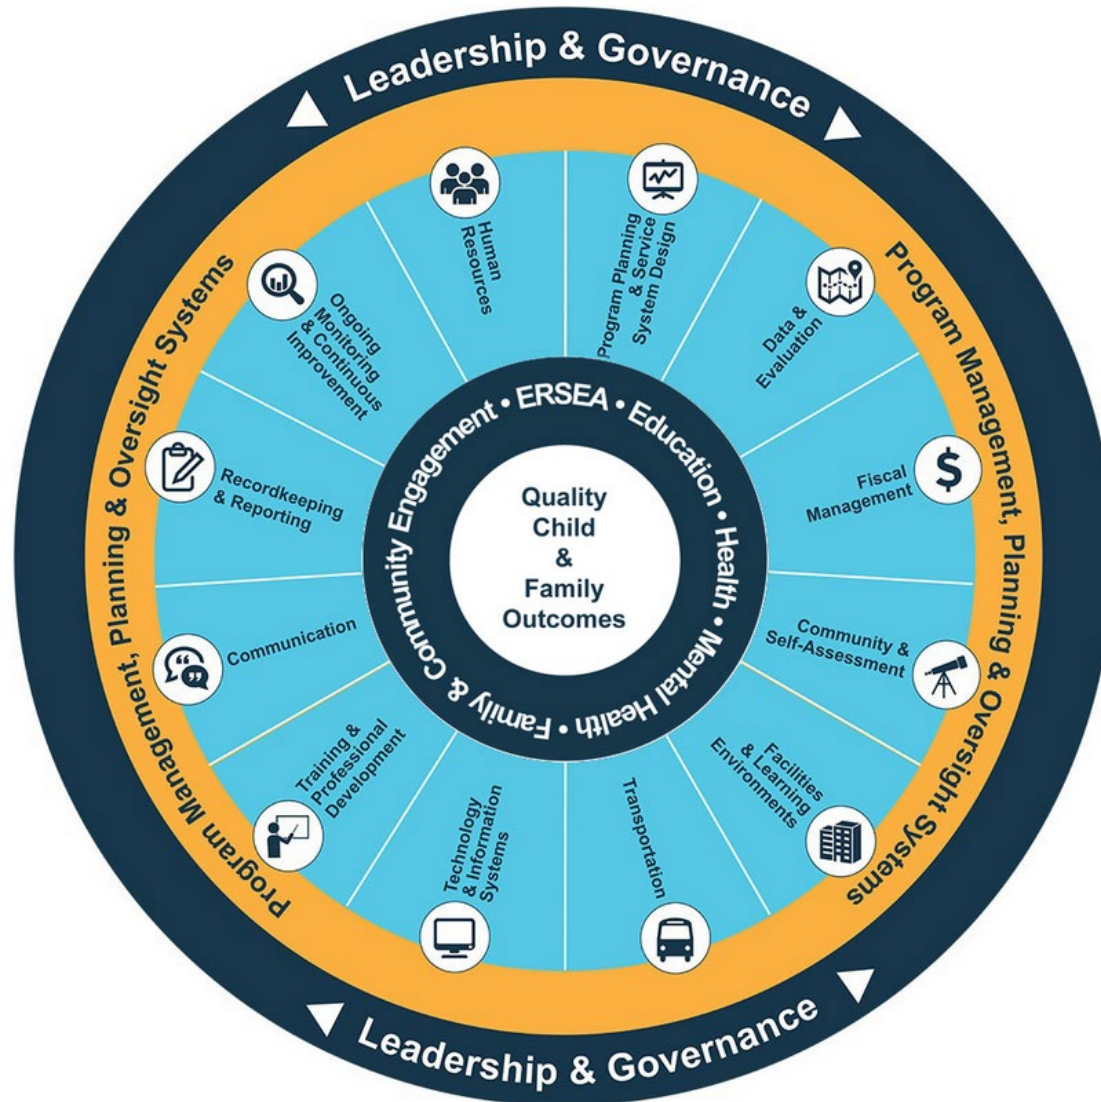 Leadership & Governance
Program Management, Planning & Oversight Systems
Program Management, Planning & Oversight Systems
Human
Resources
Program Planning
& Service
System Design
Data &
Evaluation
Fiscal
Management
Community &
Self-Assessment
Facilities
& Learning
Environments
Transportation
Technology
& Information
Systems
Training &
Professional
Development
Communication
Recordkeeping
& Reporting
Ongoing
Monitoring
& Continuous
Improvement
ERSEA • Education • Health • Mental Health • Family & Community Engagement •
Quality
Child
&
Family
Outcomes
$
Leadership & Governance